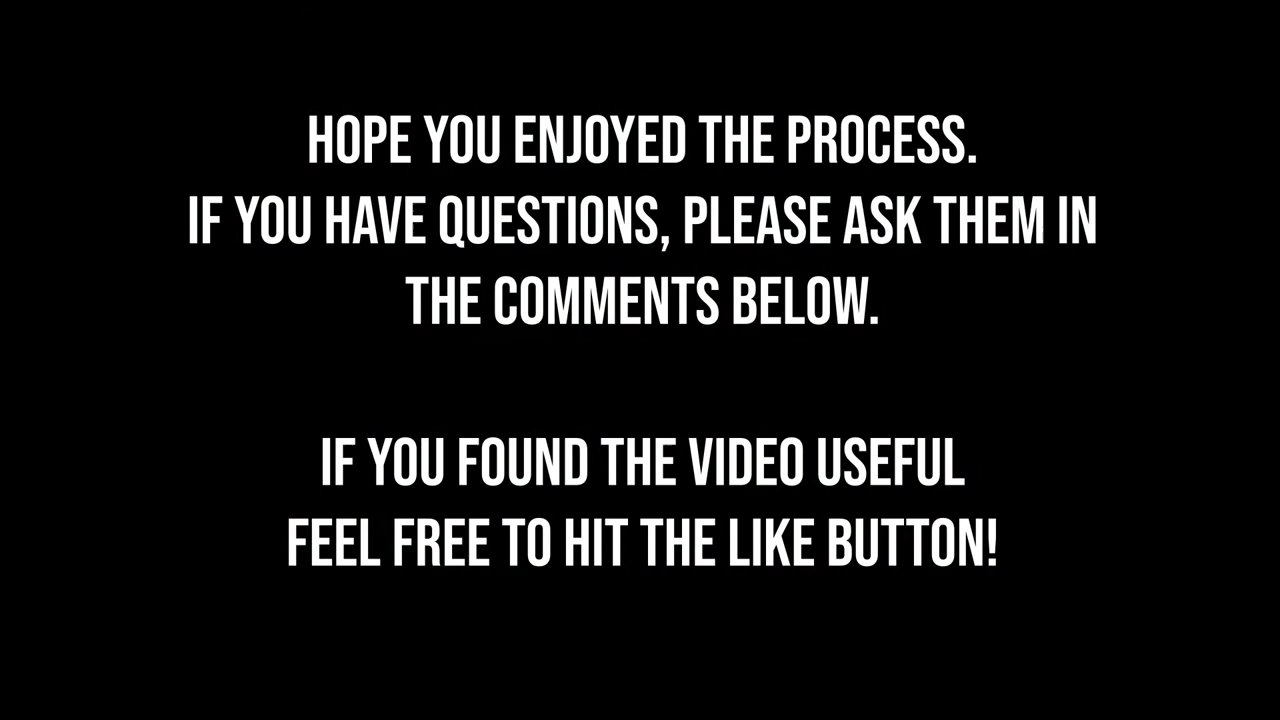 HOPE YOU ENJOYED THE PROCESS.
IF YOU HAVE QUESTIONS, PLEASE ASK THEM IN
THE COMMENTS BELOW.
IF YOU FOUND THE VIDEO USEFUL
FEEL FREE TO HIT THE LIKE BUTTON!